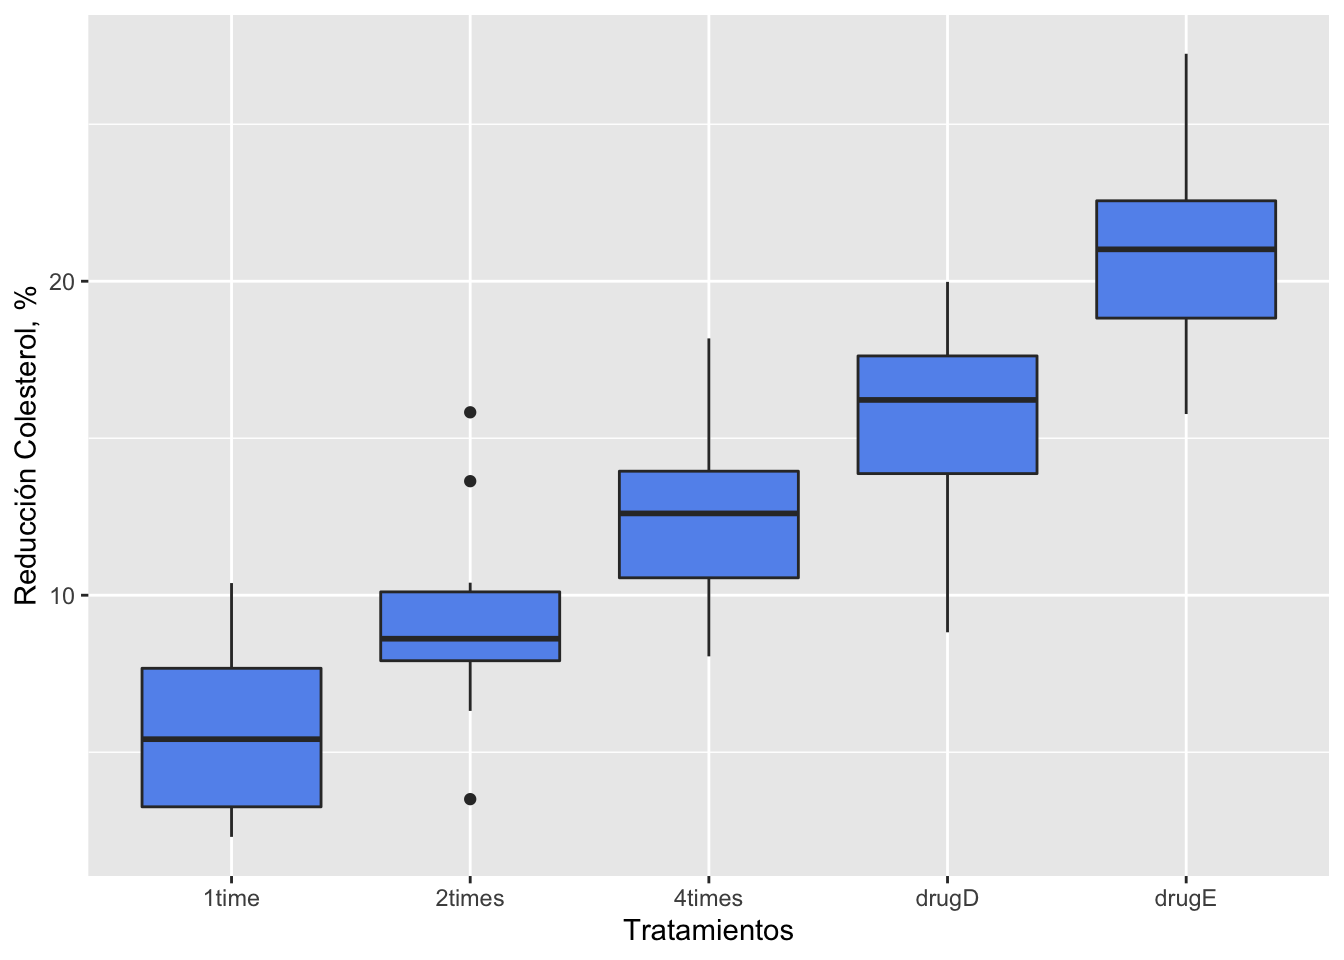 Reducción Colesterol, %
20
10
1time
2times
4times
drugD
drugE
Tratamientos